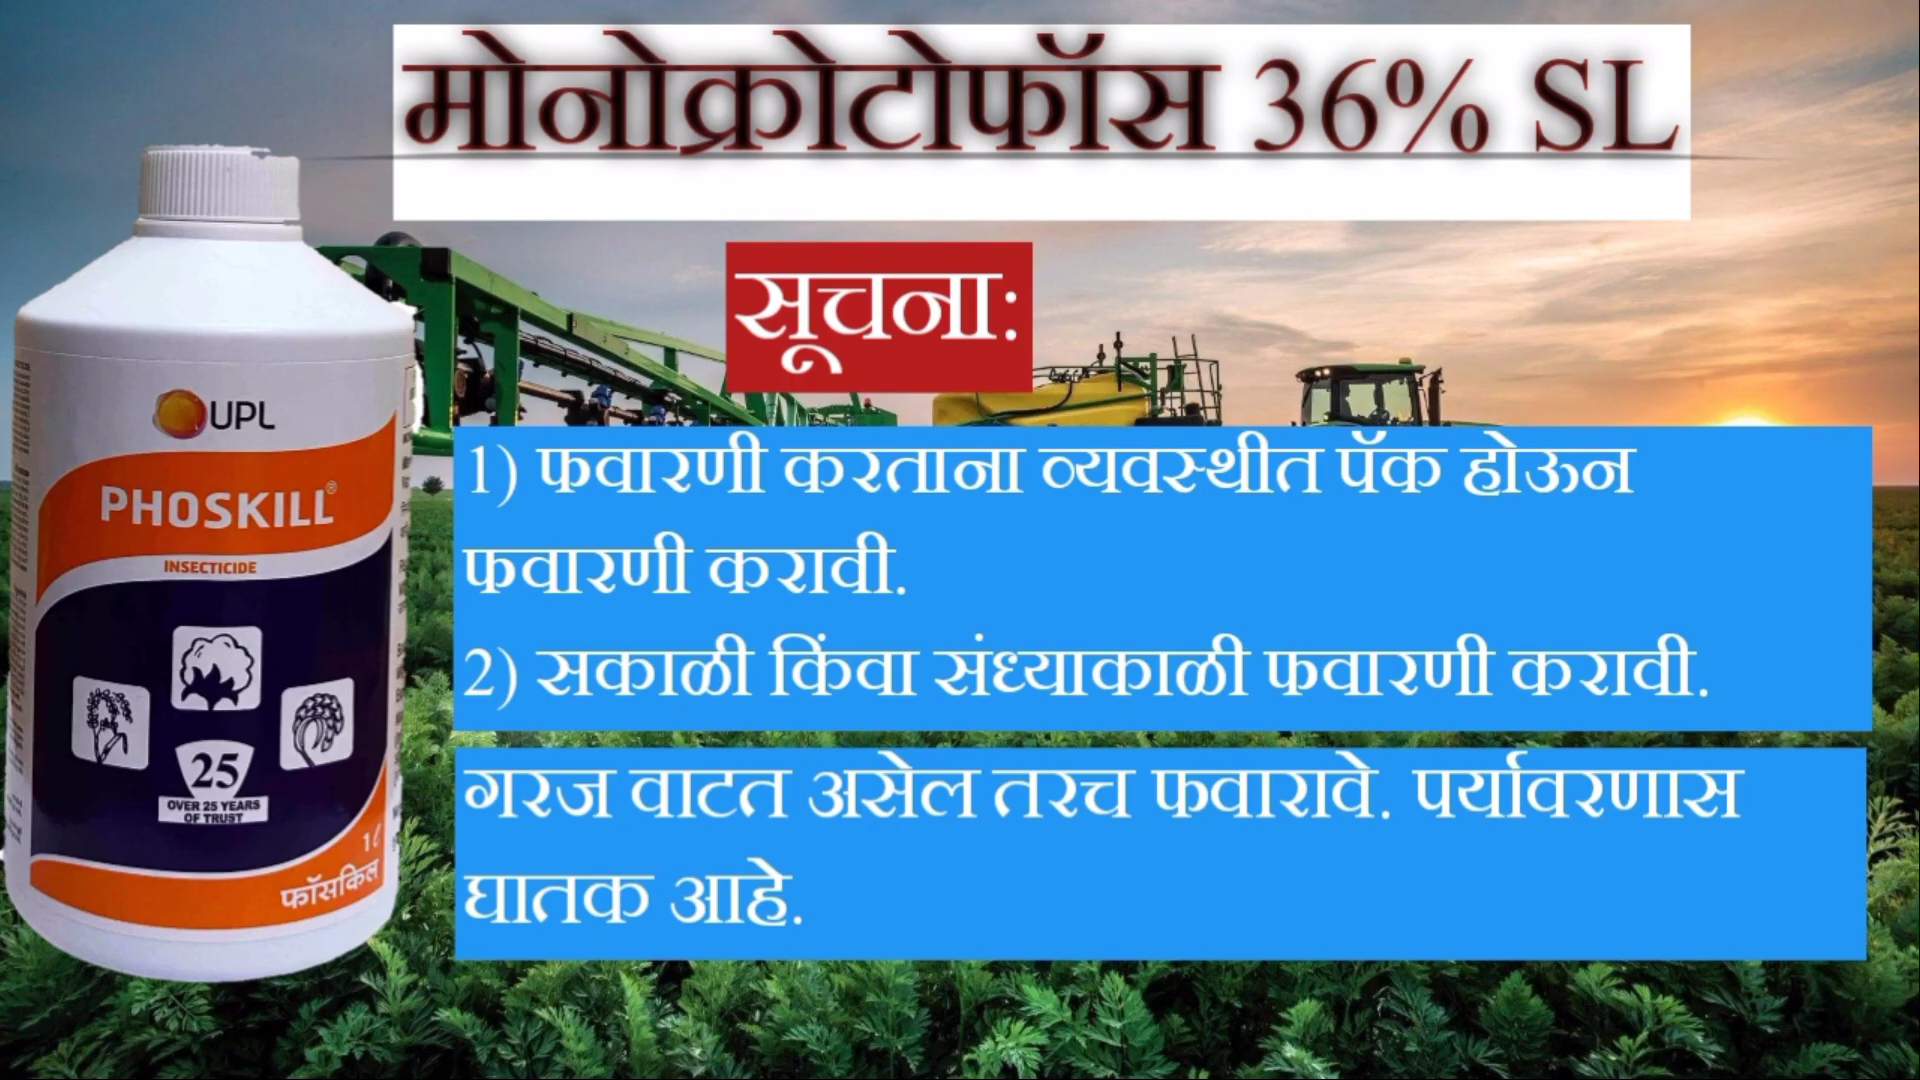 मोनोक्रोटोफॉस 36% SL
सूचना:
1) फवारणी करताना व्यवस्थीत पॅक होऊन
फवारणी करावी.
2) सकाळी किंवा संध्याकाळी फवारणी करावी.
गरज वाटत असेल तरच फवारावे. पर्यावरणास
घातक आहे.
UPL
PHOSKILL®
INSECTICIDE
25
OVER 25 YEARS
OF TRUST
1ℓ
फॉसकिल